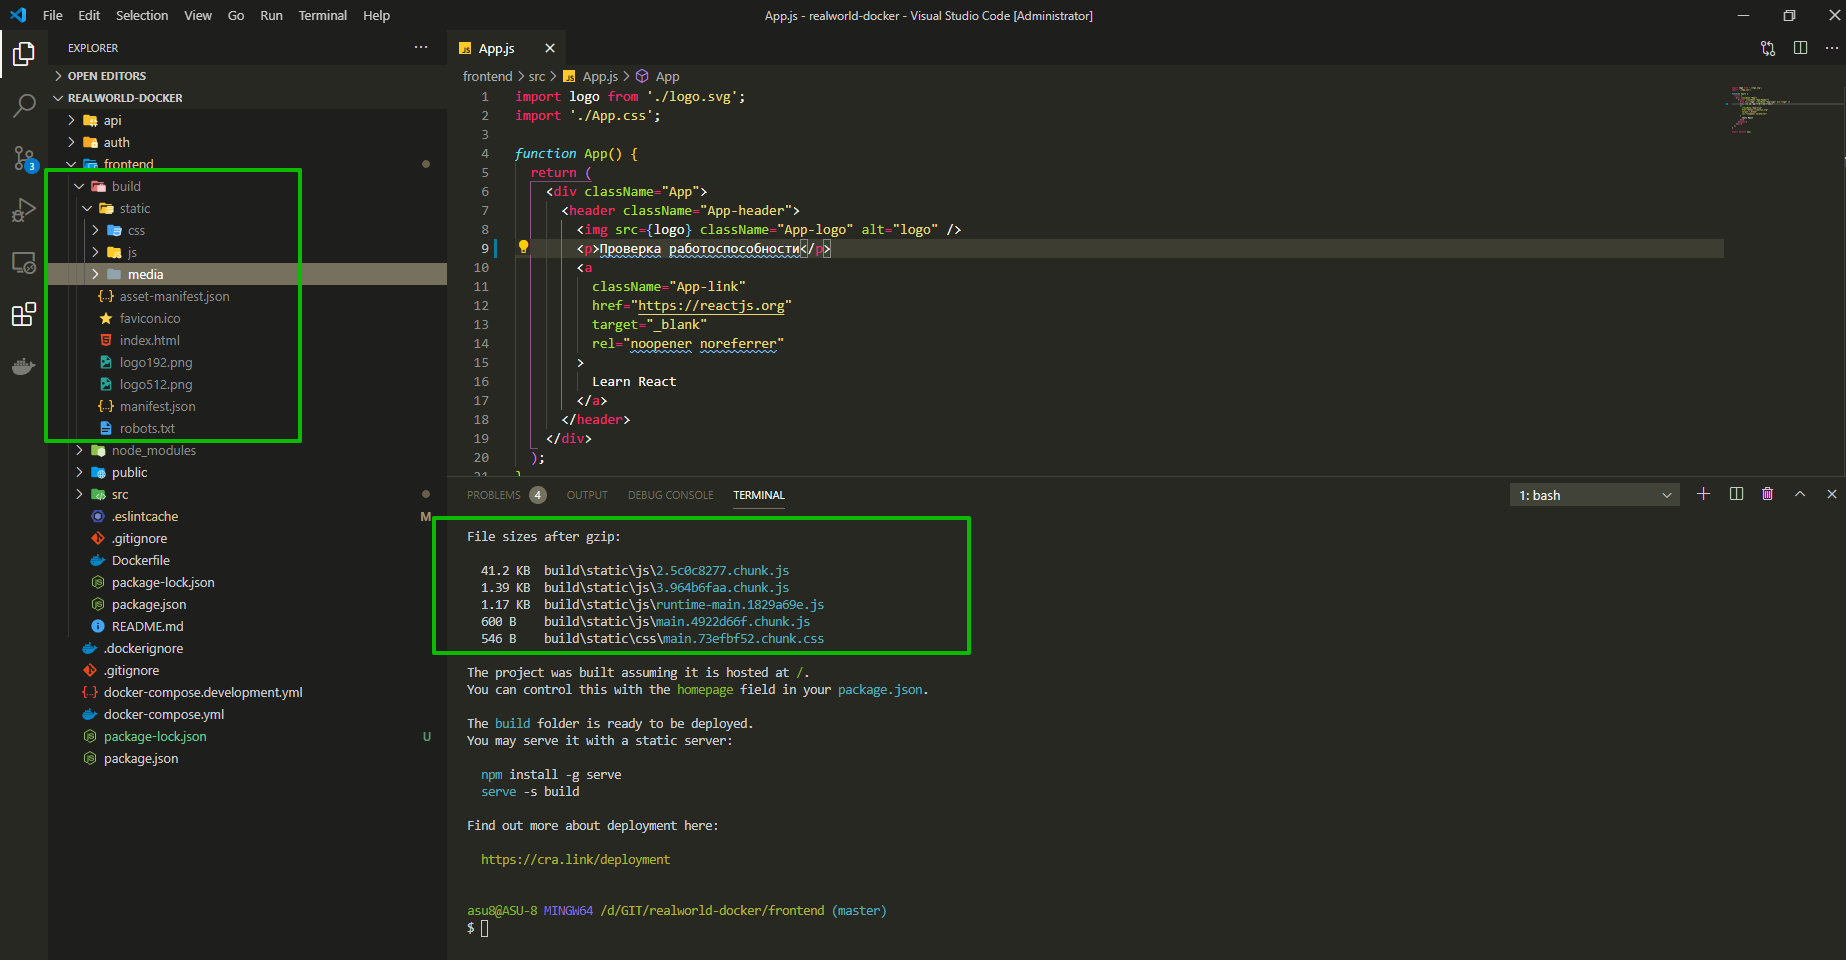 File Edit Selection View Go Run Terminal Help
App.js - realworld-docker - Visual Studio Code [Administrator]
EXPLORER
OPEN EDITORS
REALWORLD-DOCKER
api
auth
frontend
build
static
css
js
media
asset-manifest.json
favicon.ico
index.html
logo192.png
logo512.png
manifest.json
robots.txt
node_modules
public
src
.eslintcache M
.gitignore
Dockerfile
package-lock.json
package.json
README.md
.dockerignore
.gitignore
docker-compose.development.yml
docker-compose.yml
package-lock.json U
package.json
3
JS App.js
frontend > src > JS App.js > App
1 import logo from './logo.svg';
2 import './App.css';
3
4 function App() {
5 return (
6 <div className="App">
7 <header className="App-header">
8 <img src={logo} className="App-logo" alt="logo" />
9 <p>Проверка работоспособности</p>
10 <a
11 className="App-link"
12 href="https://reactjs.org"
13 target="_blank"
14 rel="noopener noreferrer"
15 >
16 Learn React
17 </a>
18 </header>
19 </div>
20 );
21 }
PROBLEMS 4 OUTPUT DEBUG CONSOLE TERMINAL
1: bash
File sizes after gzip:
41.2 KB build\static\js\2.5c0c8277.chunk.js
1.39 KB build\static\js\3.964b6faa.chunk.js
1.17 KB build\static\js\runtime-main.1829a69e.js
600 B build\static\js\main.4922d66f.chunk.js
546 B build\static\css\main.73efbf52.chunk.css
The project was built assuming it is hosted at /.
You can control this with the homepage field in your package.json.
The build folder is ready to be deployed.
You may serve it with a static server:
npm install -g serve
serve -s build
Find out more about deployment here:
https://cra.link/deployment
asu8@ASU-8 MINGW64 /d/GIT/realworld-docker/frontend (master)
$